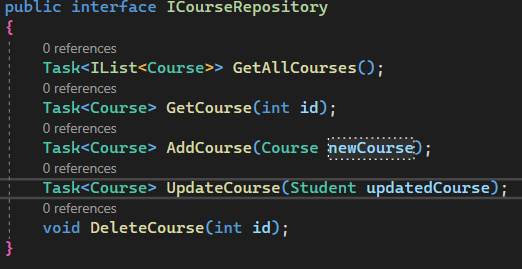 public interface ICourseRepository
{
0 references
Task<IList<Course>> GetAllCourses();
0 references
Task<Course> GetCourse(int id);
0 references
Task<Course> AddCourse(Course newCourse);
0 references
Task<Course> UpdateCourse(Student updatedCourse);
0 references
void DeleteCourse(int id);
}